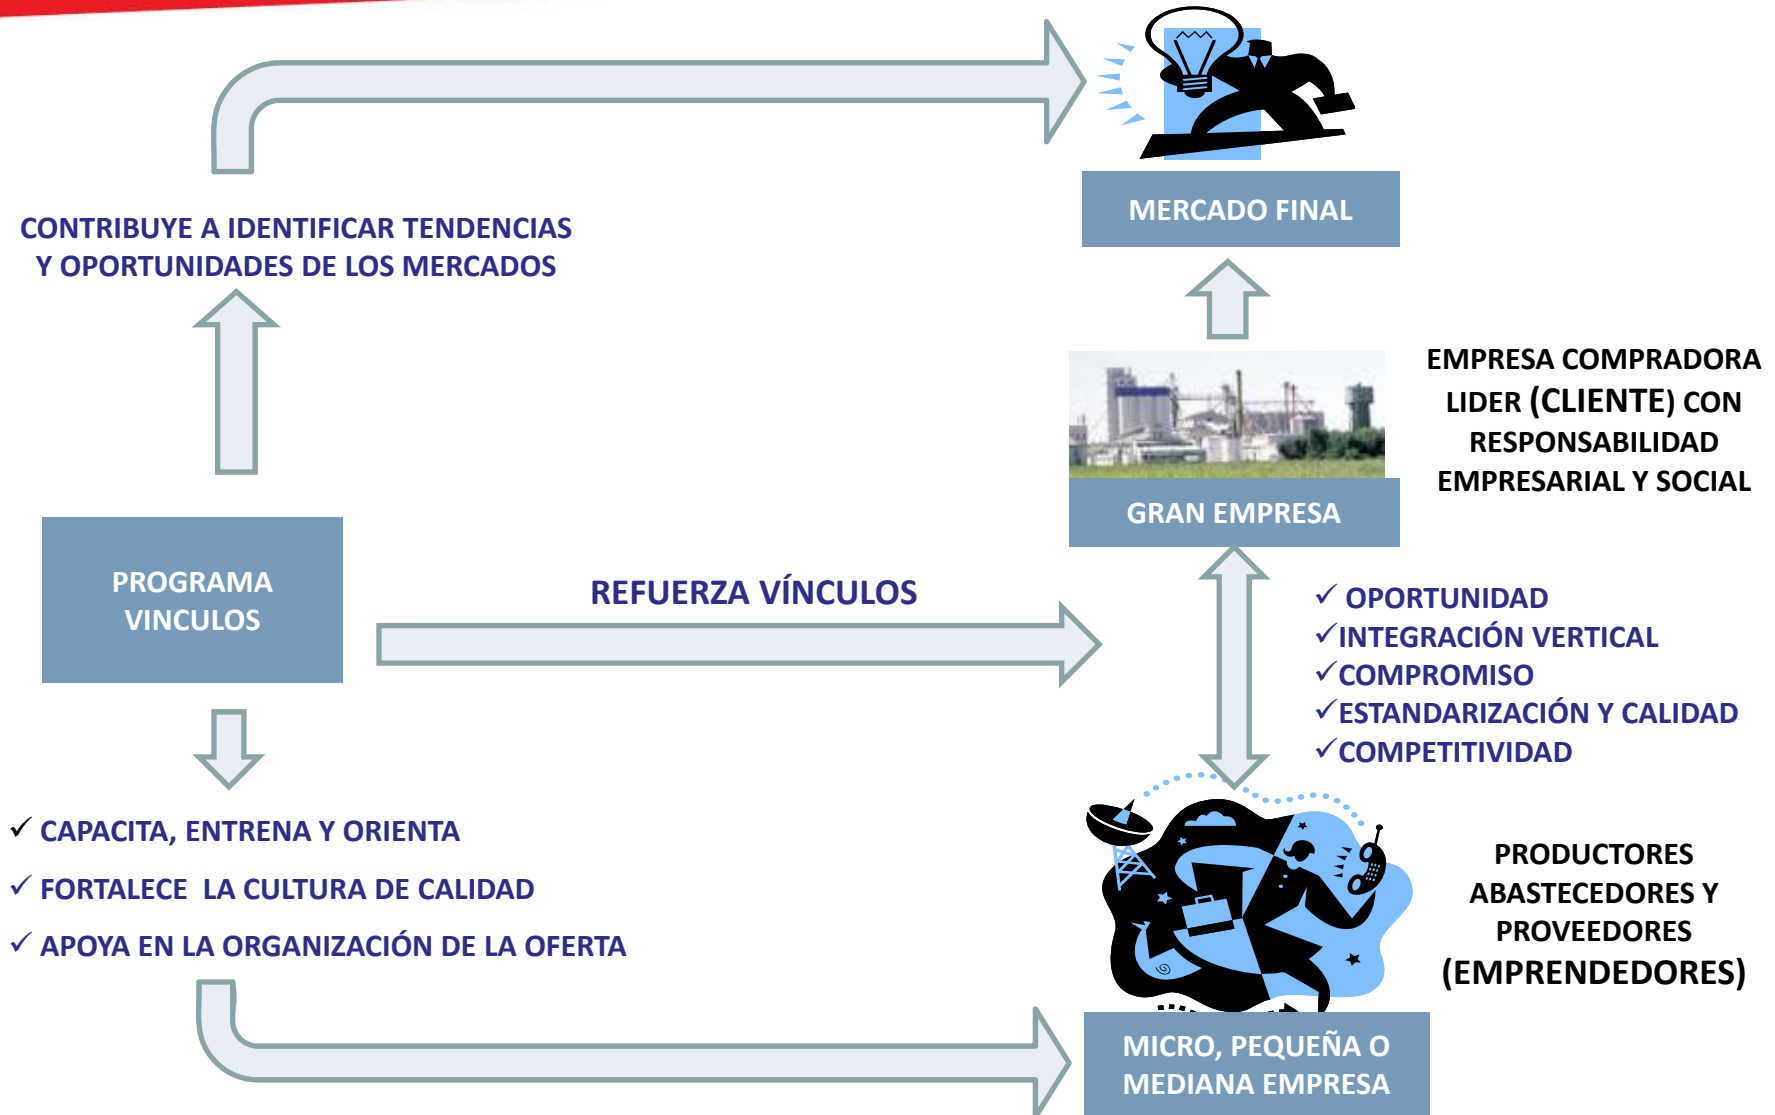 MERCADO FINAL
CONTRIBUYE A IDENTIFICAR TENDENCIAS
Y OPORTUNIDADES DE LOS MERCADOS
EMPRESA COMPRADORA
LIDER (CLIENTE) CON
RESPONSABILIDAD
EMPRESARIAL Y SOCIAL
GRAN EMPRESA
PROGRAMA
VINCULOS
REFUERZA VÍNCULOS
✓ OPORTUNIDAD
✓INTEGRACIÓN VERTICAL
✓COMPROMISO
✓ESTANDARIZACIÓN Y CALIDAD
✓COMPETITIVIDAD
✓ CAPACITA, ENTRENA Y ORIENTA
✓ FORTALECE LA CULTURA DE CALIDAD
✓ APOYA EN LA ORGANIZACIÓN DE LA OFERTA
PRODUCTORES
ABASTECEDORES Y
PROVEEDORES
(EMPRENDEDORES)
MICRO, PEQUEÑA O
MEDIANA EMPRESA